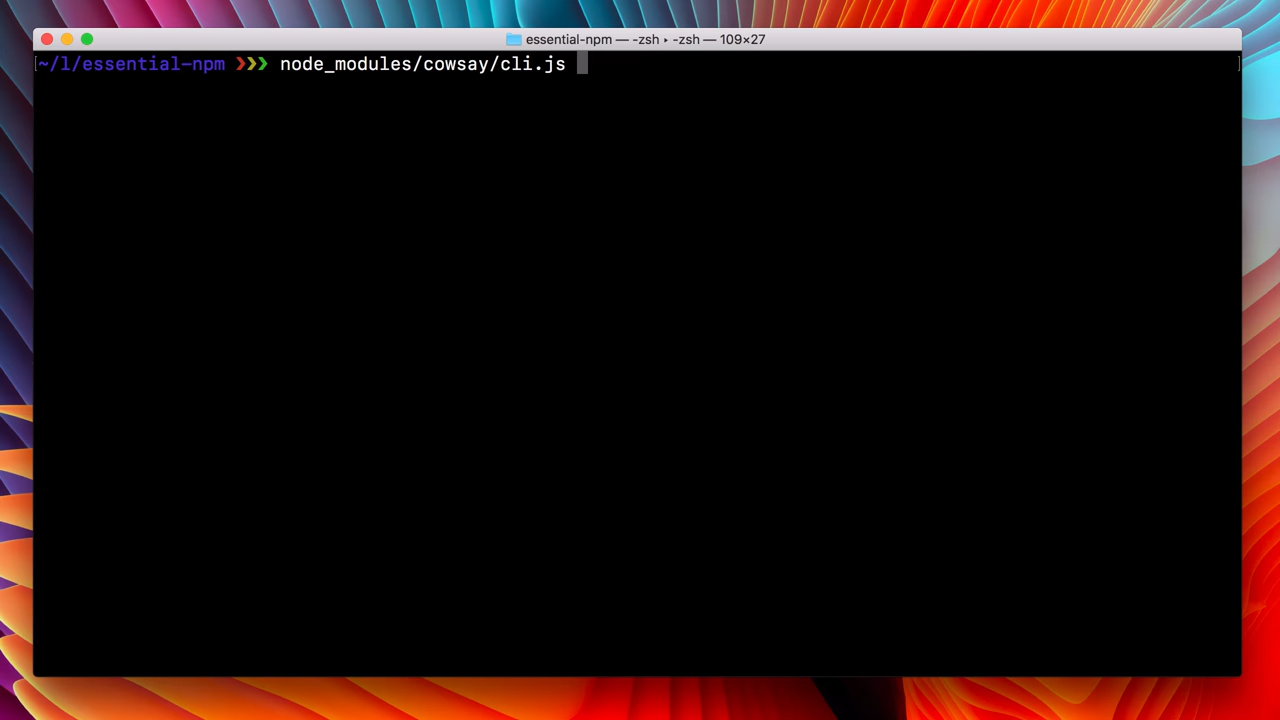 essential-npm — -zsh ▸ -zsh — 109×27
[~/l/essential-npm ❯❯❯ node_modules/cowsay/cli.js ]